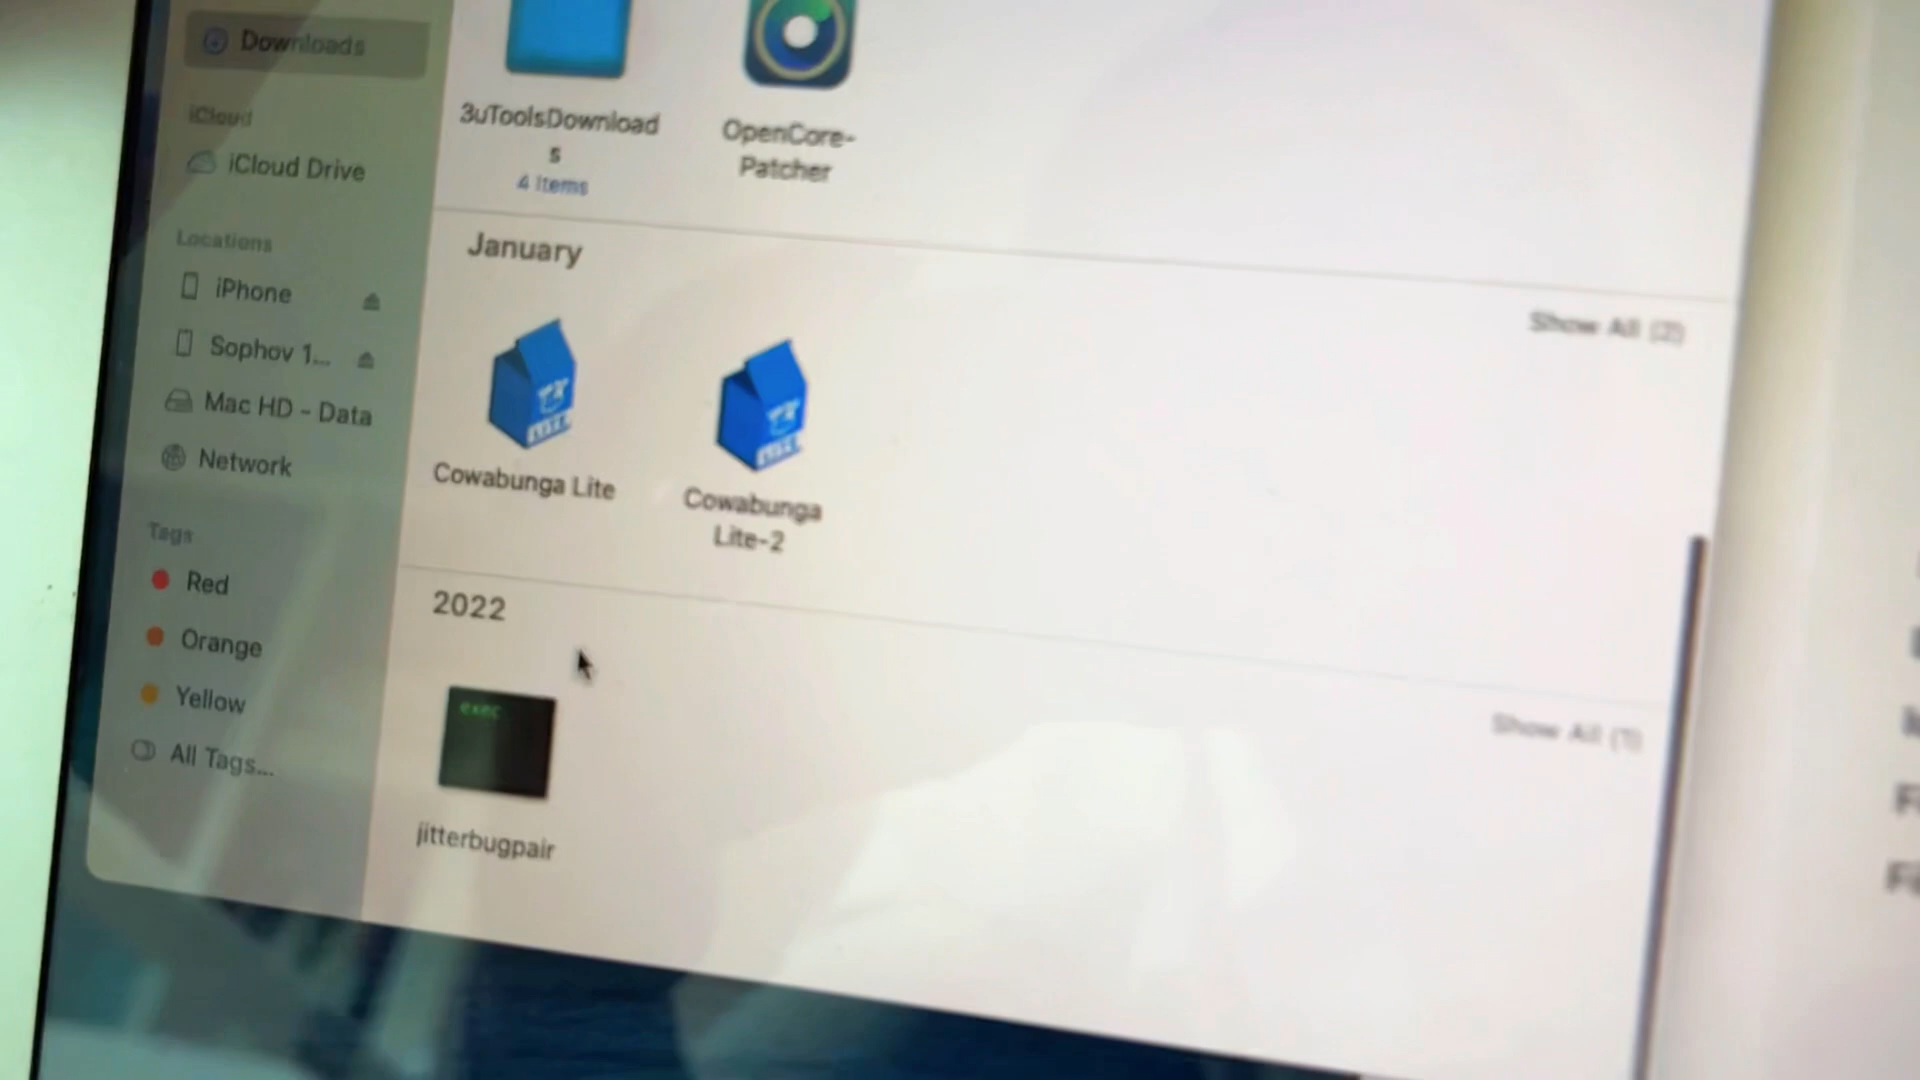 Downloads
iCloud
iCloud Drive
Locations
iPhone
Sophov 1...
Mac HD - Data
Network
Tags
Red
Orange
Yellow
All Tags...
3uToolsDownload
s
4 items
OpenCore-
Patcher
January
Show All (2)
Cowabunga Lite
Cowabunga
Lite-2
2022
Show All (1)
exec
jitterbugpair